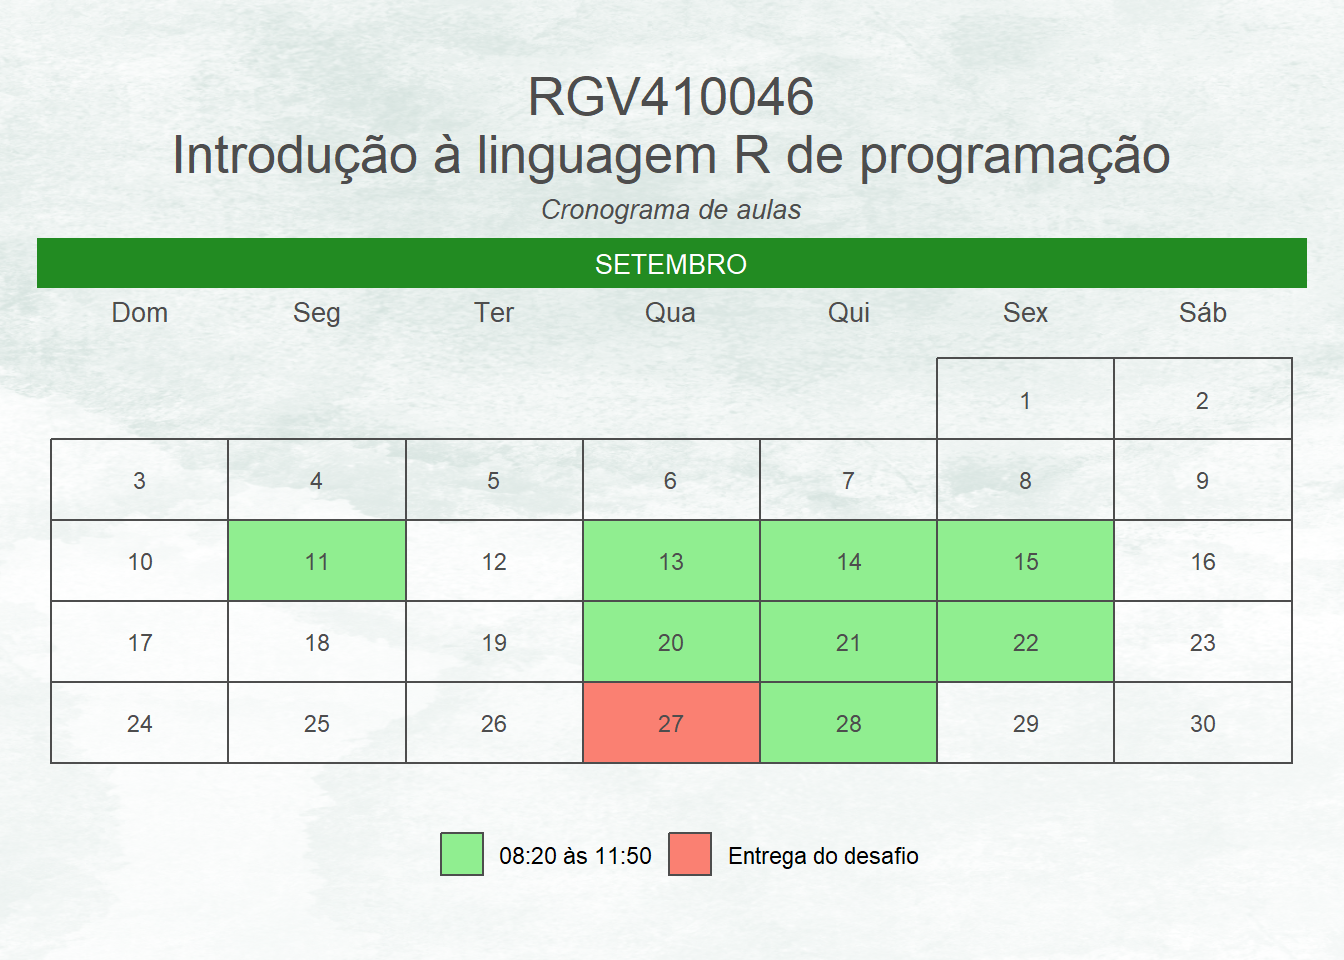 RGV410046
Introdução à linguagem R de programação
Cronograma de aulas
SETEMBRO
Dom Seg Ter Qua Qui Sex Sáb
1 2
3 4 5 6 7 8 9
10 11 12 13 14 15 16
17 18 19 20 21 22 23
24 25 26 27 28 29 30
08:20 às 11:50 Entrega do desafio